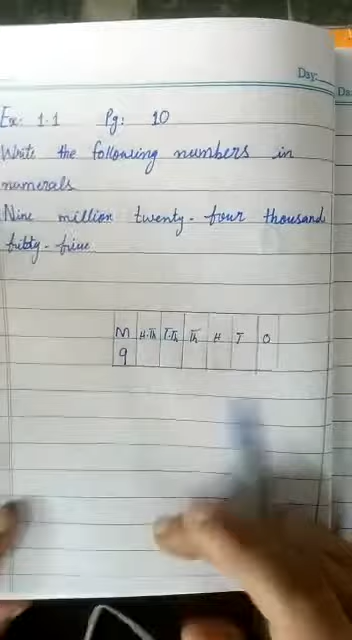 Day:
Da
Ex: 1.1 Pg: 10
Write the following numbers in
numerals
Nine million twenty-four thousand
fifty-five
M H.Th T.Th Th H T O
9